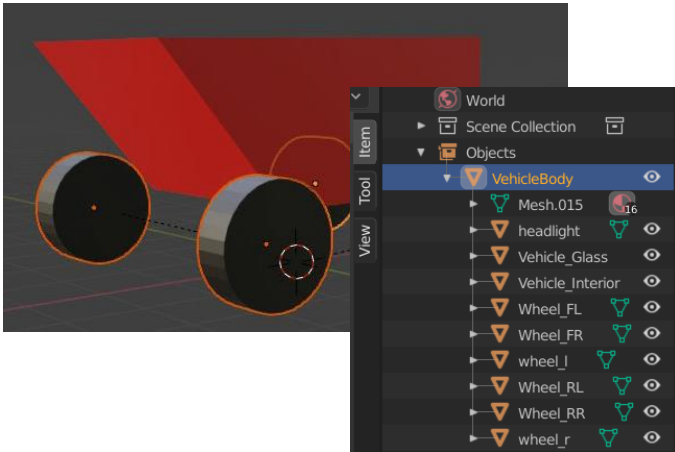 World
Scene Collection
Item
Objects
VehicleBody
Tool
Mesh.015
16
headlight
View
Vehicle_Glass
Vehicle_Interior
Wheel_FL
Wheel_FR
wheel_l
Wheel_RL
Wheel_RR
wheel_r